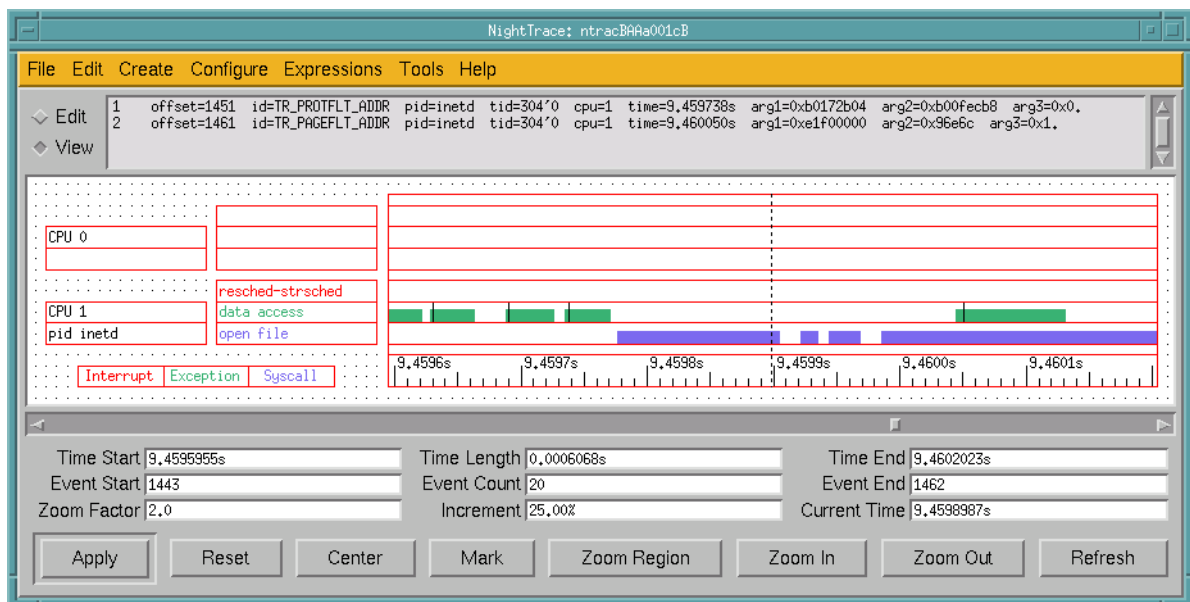 NightTrace: ntracBAAa001cB
File Edit Create Configure Expressions Tools Help
Edit
View
1 offset=1451 id=TR_PROTFLT_ADDR pid=inetd tid=304'0 cpu=1 time=9.459738s arg1=0xb0172b04 arg2=0xb00fecb8 arg3=0x0.
2 offset=1461 id=TR_PAGEFLT_ADDR pid=inetd tid=304'0 cpu=1 time=9.460050s arg1=0xe1f00000 arg2=0x96e6c arg3=0x1.
CPU 0
resched-strsched
CPU 1 data access
pid inetd open file
9.4596s 9.4597s 9.4598s 9.4599s 9.4600s 9.4601s
Interrupt Exception Syscall
Time Start 9.4595955s Time Length 0.0006068s Time End 9.4602023s
Event Start 1443 Event Count 20 Event End 1462
Zoom Factor 2.0 Increment 25.00% Current Time 9.4598987s
Apply Reset Center Mark Zoom Region Zoom In Zoom Out Refresh